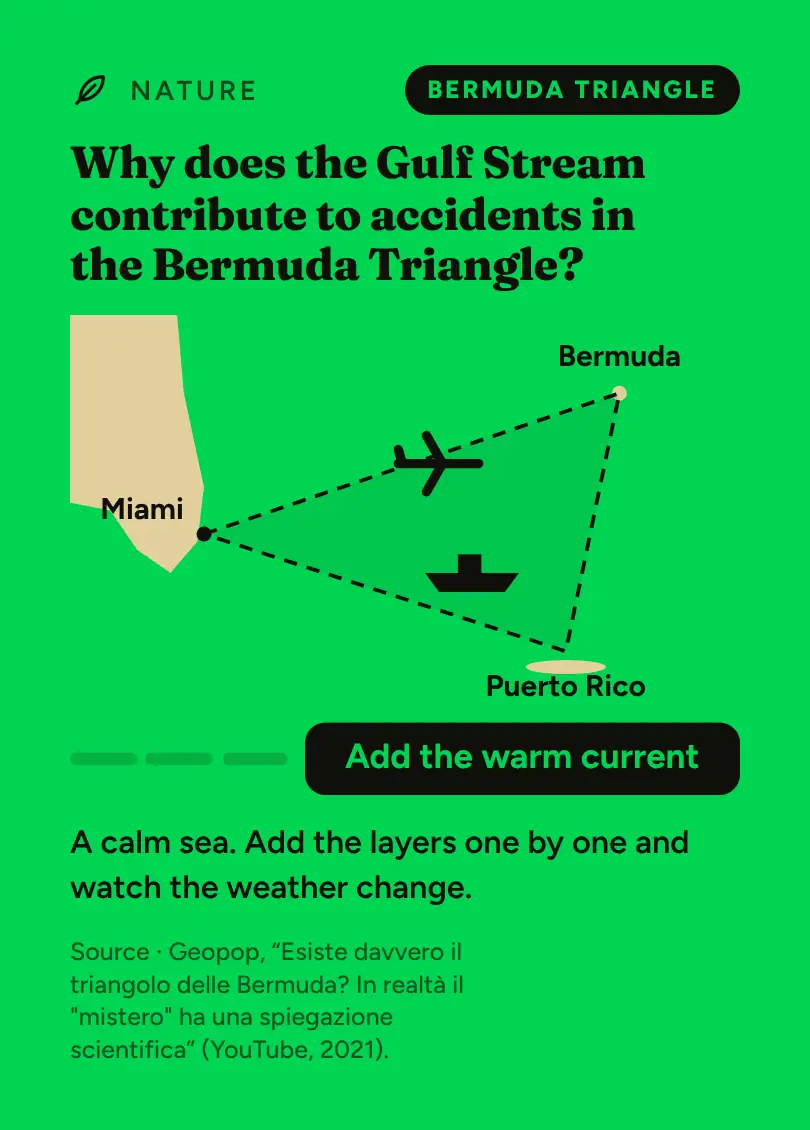 NATURE
BERMUDA TRIANGLE
Why does the Gulf Stream
contribute to accidents in
the Bermuda Triangle?
Bermuda
Miami
Puerto Rico
Add the warm current
A calm sea. Add the layers one by one and
watch the weather change.
Source · Geopop, “Esiste davvero il
triangolo delle Bermuda? In realtà il
"mistero" ha una spiegazione
scientifica” (YouTube, 2021).